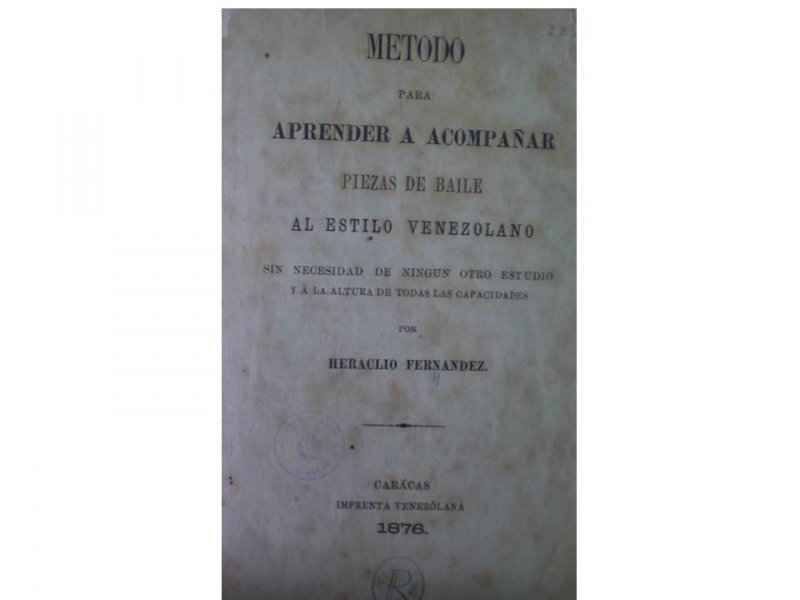 METODO
PARA
APRENDER A ACOMPAÑAR
PIEZAS DE BAILE
AL ESTILO VENEZOLANO
SIN NECESIDAD DE NINGUN OTRO ESTUDIO
Y Á LA ALTURA DE TODAS LAS CAPACIDADES
POR
HERACLIO FERNANDEZ.
CARÁCAS
IMPRENTA VENEZÓLANA
1876.